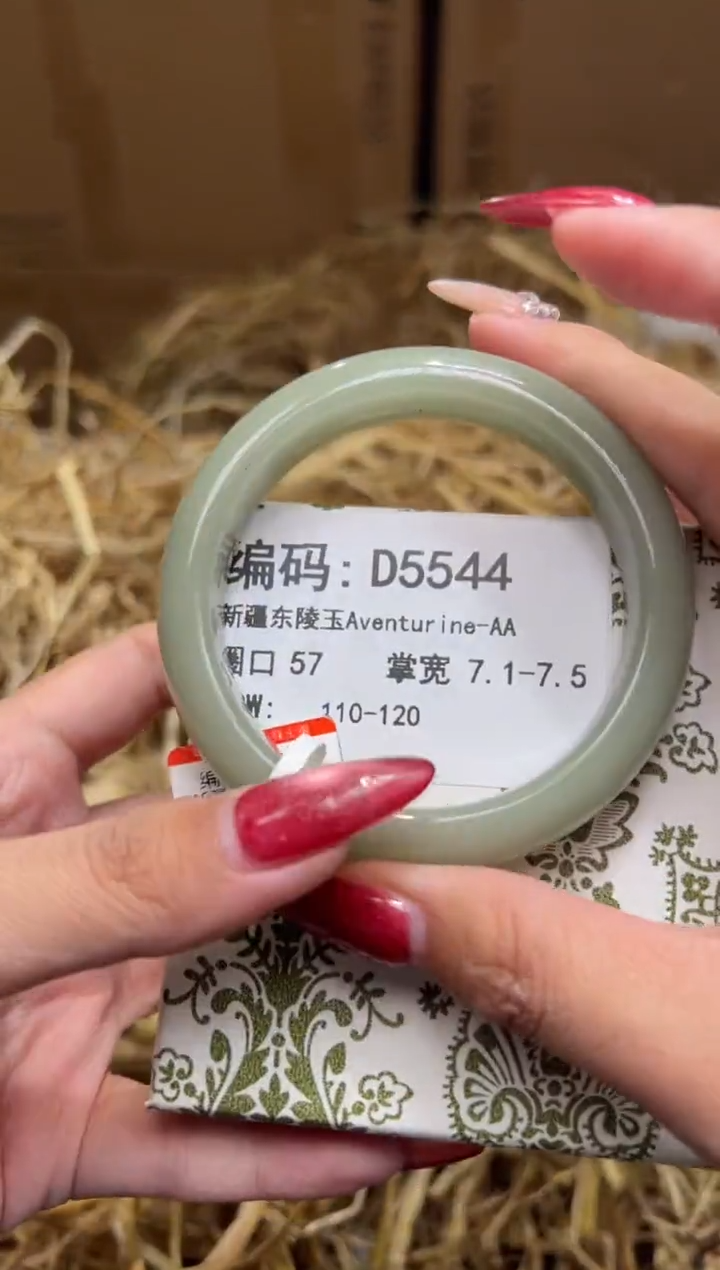 编码: D5544
新疆东陵玉Aventurine-AA
圈口 57 掌宽 7.1-7.5
W: 110-120
编